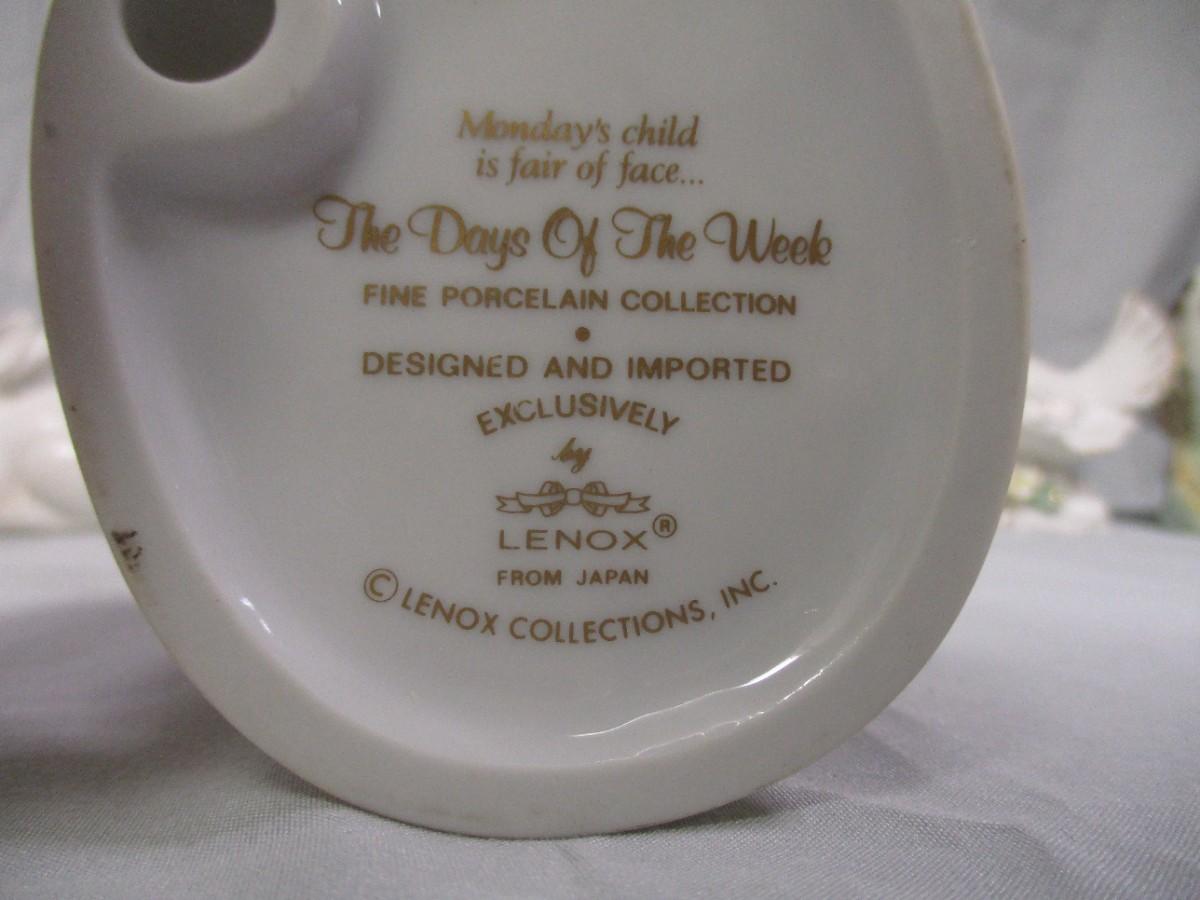 Monday's child
is fair of face...
The Days Of The Week
FINE PORCELAIN COLLECTION
•
DESIGNED AND IMPORTED
EXCLUSIVELY
by
LENOX®
FROM JAPAN
© LENOX COLLECTIONS, INC.